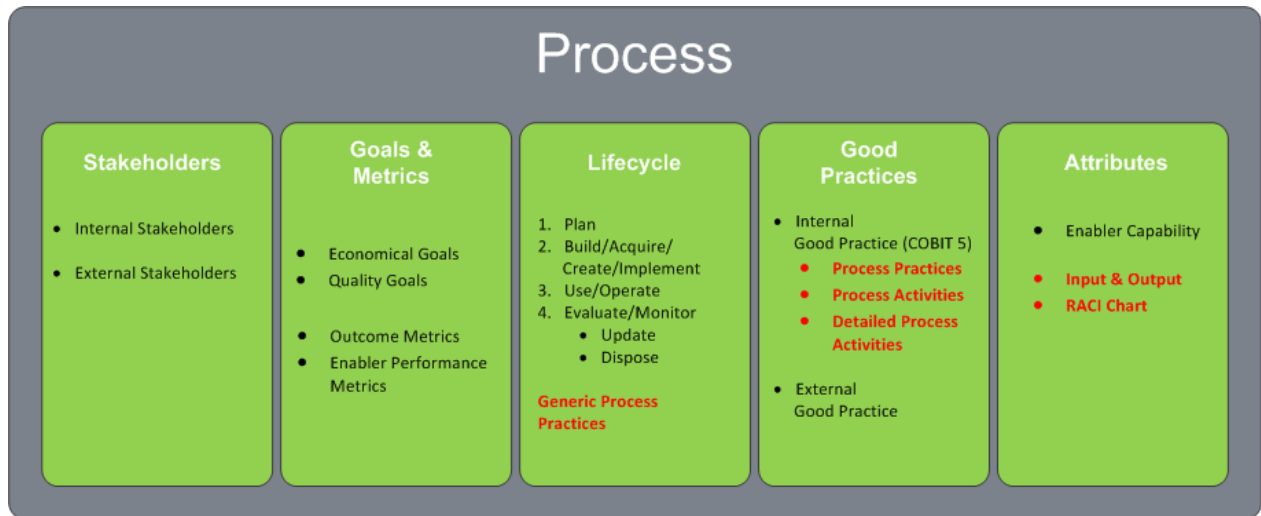 Process
Stakeholders
• Internal Stakeholders
• External Stakeholders
Goals &
Metrics
• Economical Goals
• Quality Goals
• Outcome Metrics
• Enabler Performance
Metrics
Lifecycle
1. Plan
2. Build/Acquire/
Create/Implement
3. Use/Operate
4. Evaluate/Monitor
• Update
• Dispose
Generic Process
Practices
Good
Practices
• Internal
Good Practice (COBIT 5)
• Process Practices
• Process Activities
• Detailed Process
Activities
• External
Good Practice
Attributes
• Enabler Capability
• Input & Output
• RACI Chart